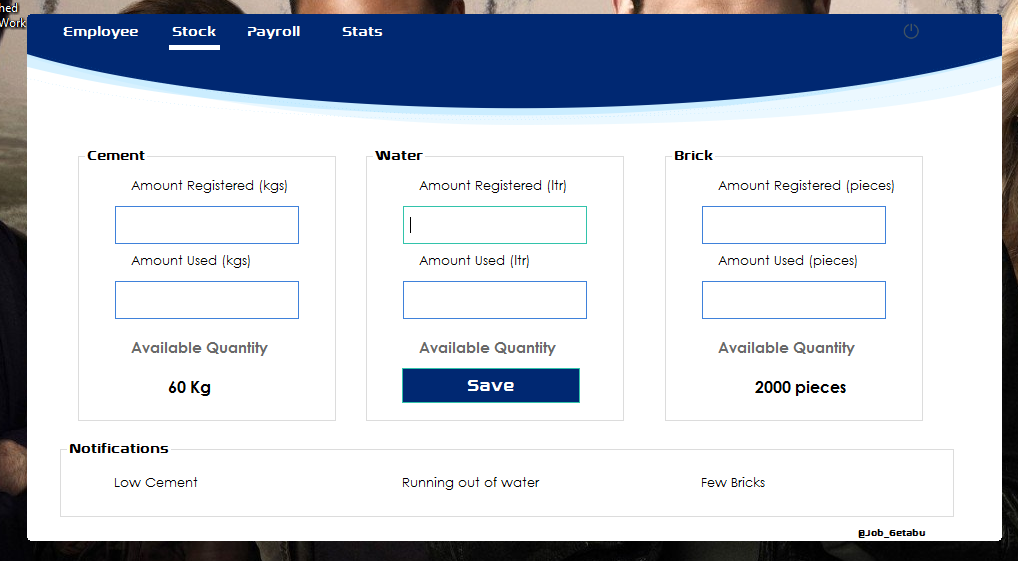 hed
Work
Employee Stock Payroll Stats
Cement
Amount Registered (kgs)
Amount Used (kgs)
Available Quantity
60 Kg
Water
Amount Registered (ltr)
Amount Used (ltr)
Available Quantity
Save
Brick
Amount Registered (pieces)
Amount Used (pieces)
Available Quantity
2000 pieces
Notifications
Low Cement
Running out of water
Few Bricks
@Job_Getabu